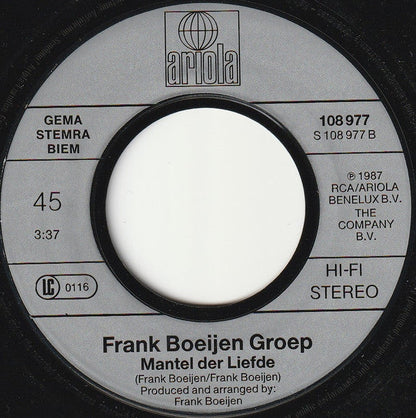 ariola
GEMA
STEMRA
BIEM
108 977
S 108 977 B
45
3:37
℗ 1987
RCA/ARIOLA
BENELUX B.V.
THE
COMPANY
B.V.
LC 0116
HI-FI
STEREO
Frank Boeijen Groep
Mantel der Liefde
(Frank Boeijen/Frank Boeijen)
Produced and arranged by:
Frank Boeijen